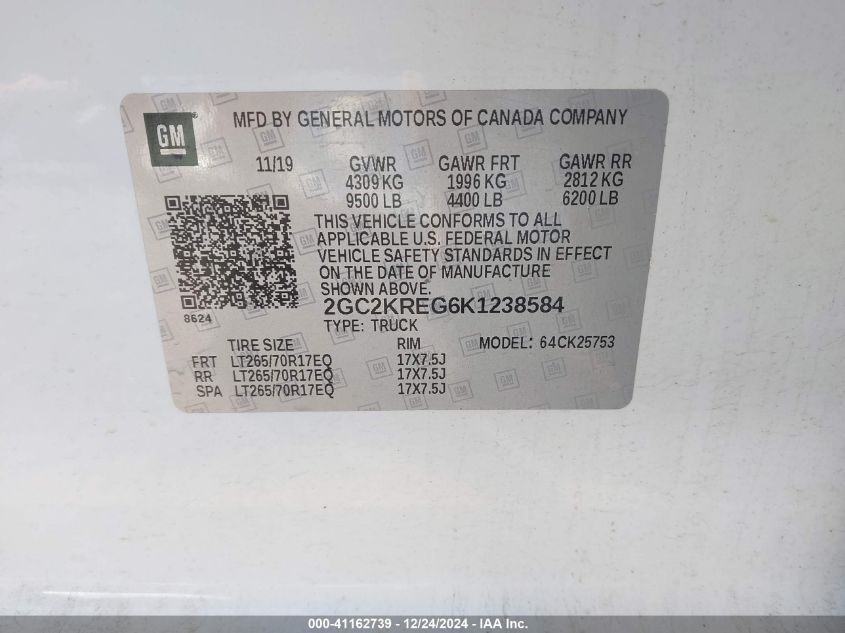 GM
MFD BY GENERAL MOTORS OF CANADA COMPANY
11/19 GVWR GAWR FRT GAWR RR
4309 KG 1996 KG 2812 KG
9500 LB 4400 LB 6200 LB
THIS VEHICLE CONFORMS TO ALL
APPLICABLE U.S. FEDERAL MOTOR
VEHICLE SAFETY STANDARDS IN EFFECT
ON THE DATE OF MANUFACTURE
SHOWN ABOVE.
2GC2KREG6K1238584
8624
TYPE: TRUCK
TIRE SIZE RIM MODEL: 64CK25753
FRT LT265/70R17EQ 17X7.5J
RR LT265/70R17EQ 17X7.5J
SPA LT265/70R17EQ 17X7.5J
000-41162739 - 12/24/2024 - IAA Inc.